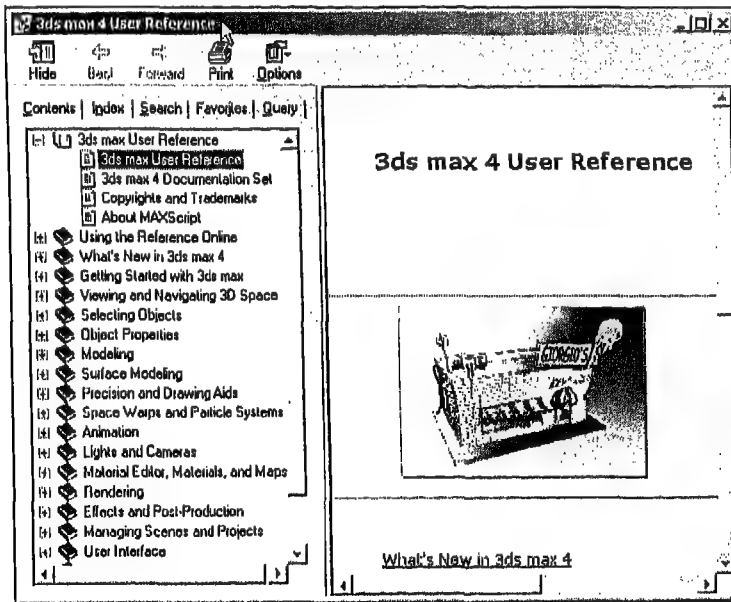 3ds max 4 User Reference
Hide Back Forward Print Options
Contents Index Search Favorites Query
3ds max User Reference
3ds max User Reference
3ds max 4 Documentation Set
Copyrights and Trademarks
About MAXScript
Using the Reference Online
What's New in 3ds max 4
Getting Started with 3ds max
Viewing and Navigating 3D Space
Selecting Objects
Object Properties
Modeling
Surface Modeling
Precision and Drawing Aids
Space Warps and Particle Systems
Animation
Lights and Cameras
Material Editor, Materials, and Maps
Rendering
Effects and Post-Production
Managing Scenes and Projects
User Interface
3ds max 4 User Reference
GIORGIO'S
What's New in 3ds max 4